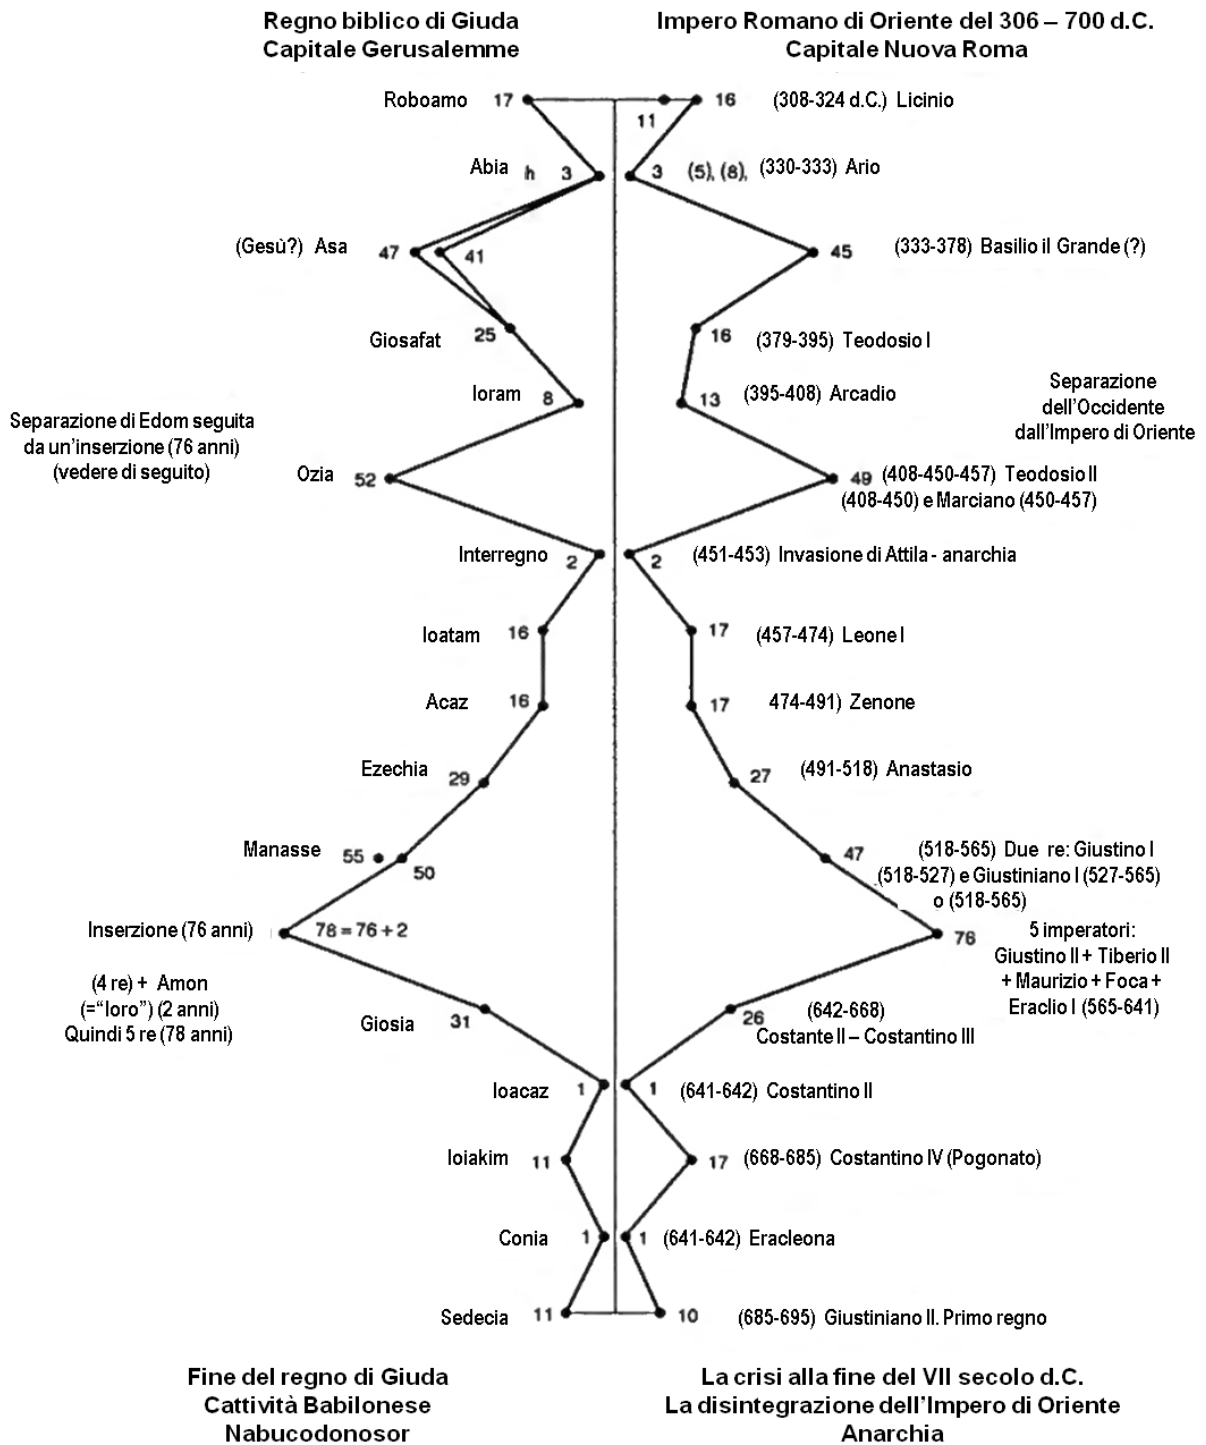 Regno biblico di Giuda
Capitale Gerusalemme
Impero Romano di Oriente del 306 – 700 d.C.
Capitale Nuova Roma
Roboamo 17
11 16 (308-324 d.C.) Licinio
Abia h 3
3 (5), (8), (330-333) Ario
(Gesù?) Asa 47 41
45 (333-378) Basilio il Grande (?)
Giosafat 25
16 (379-395) Teodosio I
Ioram 8
13 (395-408) Arcadio
Separazione
dell'Occidente
dall'Impero di Oriente
Separazione di Edom seguita
da un'inserzione (76 anni)
(vedere di seguito)
Ozia 52
49 (408-450-457) Teodosio II
(408-450) e Marciano (450-457)
Interregno 2
2 (451-453) Invasione di Attila - anarchia
Ioatam 16
17 (457-474) Leone I
Acaz 16
17 474-491) Zenone
Ezechia 29
27 (491-518) Anastasio
Manasse 55 50
47 (518-565) Due re: Giustino I
(518-527) e Giustiniano I (527-565)
o (518-565)
Inserzione (76 anni) 78 = 76 + 2
76 5 imperatori:
Giustino II + Tiberio II
+ Maurizio + Foca +
Eraclio I (565-641)
(4 re) + Amon
(="loro") (2 anni)
Quindi 5 re (78 anni)
Giosia 31
26 (642-668)
Costante II – Costantino III
Ioacaz 1
1 (641-642) Costantino II
Ioiakim 11
17 (668-685) Costantino IV (Pogonato)
Conia 1
1 (641-642) Eracleona
Sedecia 11
10 (685-695) Giustiniano II. Primo regno
Fine del regno di Giuda
Cattività Babilonese
Nabucodonosor
La crisi alla fine del VII secolo d.C.
La disintegrazione dell'Impero di Oriente
Anarchia